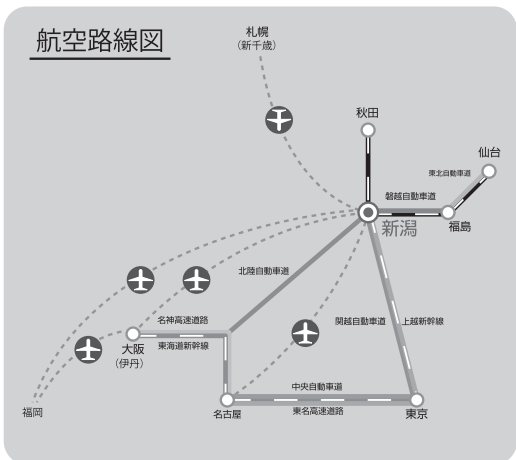 航空路線図
札幌
（新千歳）
秋田
仙台
東北自動車道
磐越自動車道
新潟
福島
北陸自動車道
名神高速道路
関越自動車道
上越新幹線
大阪
（伊丹）
東海道新幹線
中央自動車道
福岡
名古屋
東名高速道路
東京